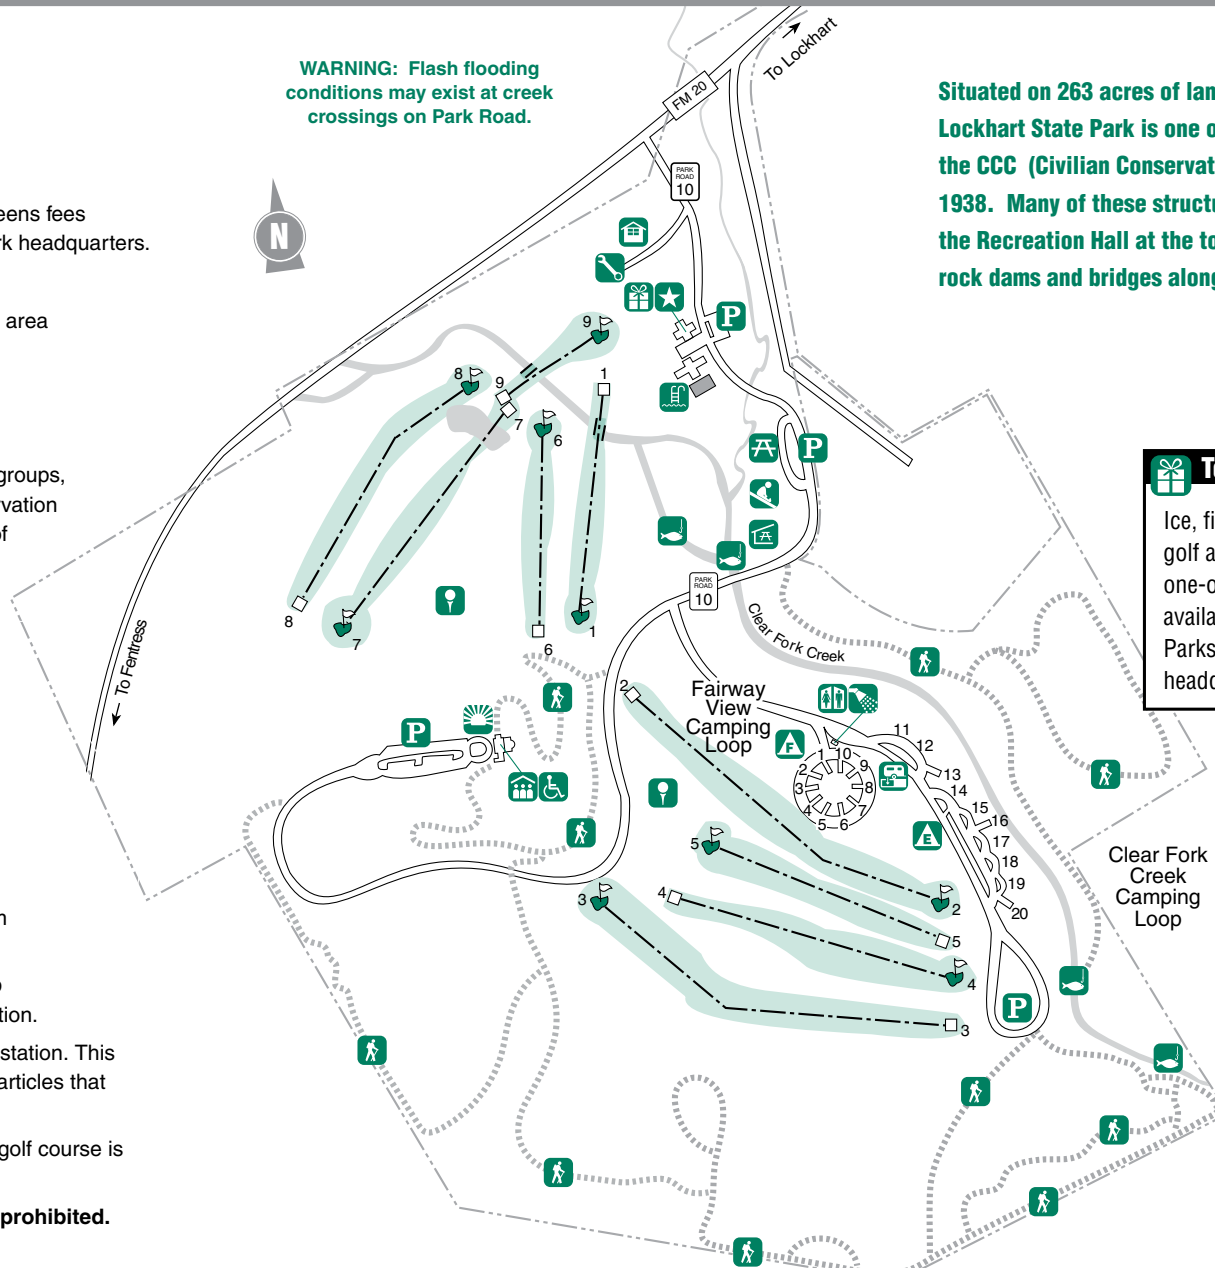 WARNING: Flash flooding
conditions may exist at creek
crossings on Park Road.
To Lockhart
FM 20
PARK
ROAD
10
Situated on 263 acres of lan
Lockhart State Park is one o
the CCC (Civilian Conservat
1938. Many of these structu
the Recreation Hall at the to
rock dams and bridges along
eens fees
rk headquarters.
area
groups,
rvation
of
N
P
9
8
9
7
1
6
P
8
7
6
1
To Fentress
PARK
ROAD
10
Clear Fork Creek
Ice, fi
golf a
one-o
availa
Parks
headq
2
Fairway
View
Camping
Loop
P
F
1
2
3
4
5
6
7
8
9
10
11
12
13
14
15
16
17
18
19
20
E
5
4
3
2
5
4
3
P
Clear Fork
Creek
Camping
Loop
tion.
station. This
articles that
golf course is
prohibited.